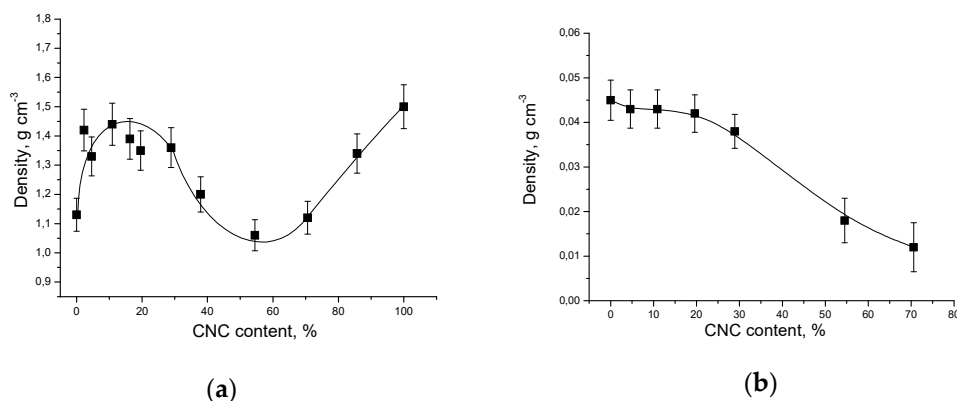 1,8
1,7
1,6
1,5
1,4
1,3
1,2
1,1
1,0
0,9
Density, g cm-3
0 20 40 60 80 100
CNC content, %
(a)
0,06
0,05
0,04
0,03
0,02
0,01
0,00
Density, g cm-3
0 10 20 30 40 50 60 70 80
CNC content, %
(b)